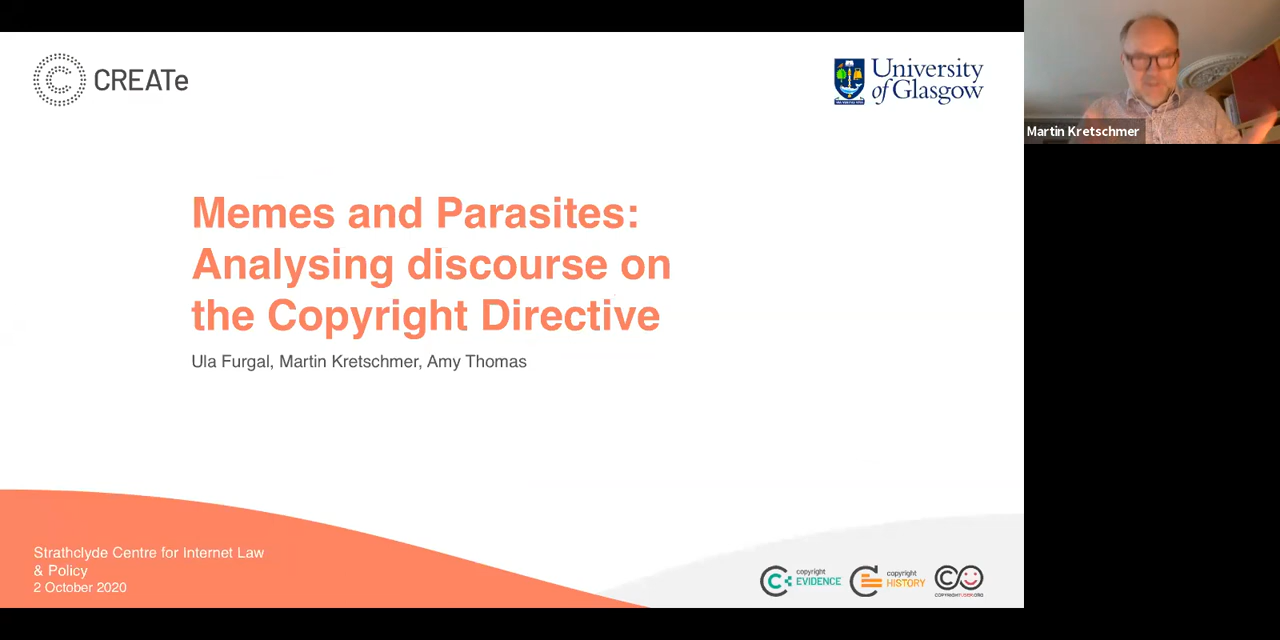 CREATe
University
of Glasgow
Martin Kretschmer
Memes and Parasites:
Analysing discourse on
the Copyright Directive
Ula Furgal, Martin Kretschmer, Amy Thomas
Strathclyde Centre for Internet Law
& Policy
2 October 2020
copyright
EVIDENCE
copyright
HISTORY
COPYRIGHTUSER.ORG